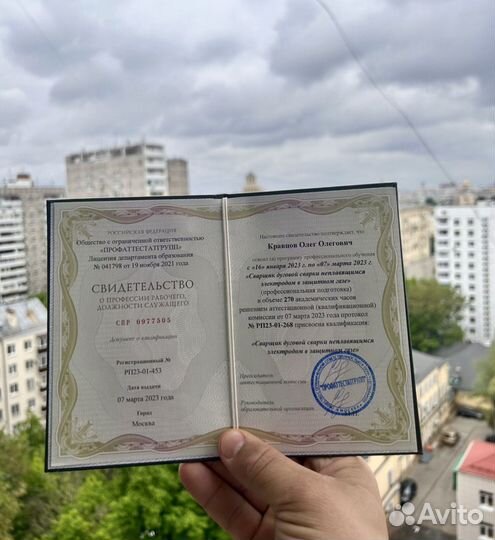 РОССИЙСКАЯ ФЕДЕРАЦИЯ
Общество с ограниченной ответственностью
«ПРОФАТТЕСТАТГРУПП»
Лицензия департамента образования
№ 041798 от 19 ноября 2021 года
СВИДЕТЕЛЬСТВО
О ПРОФЕССИИ РАБОЧЕГО,
ДОЛЖНОСТИ СЛУЖАЩЕГО
СПР 0977505
Документ о квалификации
Регистрационный №
РП23-01-453
Дата выдачи
07 марта 2023 года
Город
Москва
Настоящее свидетельство подтверждает, что
Кравцов Олег Олегович
освоил(а) программу профессионального обучения
с «16» января 2023 г. по «07» марта 2023 г.
«Сварщик дуговой сварки неплавящимся
электродом в защитном газе»
(профессиональная подготовка)
в объеме 270 академических часов
решением аттестационной (квалификационной)
комиссии от 07 марта 2023 года протокол
№ РП23-01-268 присвоена квалификация:
«Сварщик дуговой сварки неплавящимся
электродом в защитном газе»
Председатель
аттестационной комиссии
Руководитель
образовательной организации
ПРОФАТТЕСТАТГРУПП
Avito